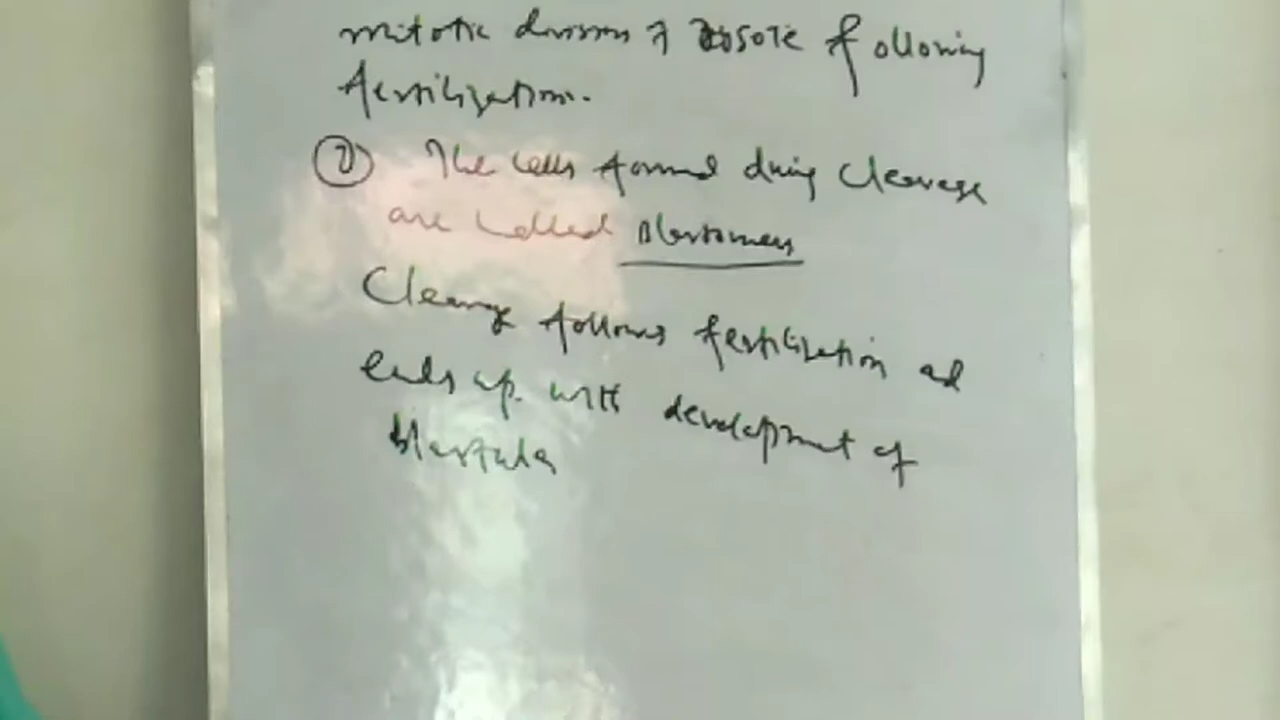 mitotic division of zygote following
fertilization.
② The cells formed during cleavage
are called Blastomers
Cleavage follows fertilization and
ends up with development of
blastula